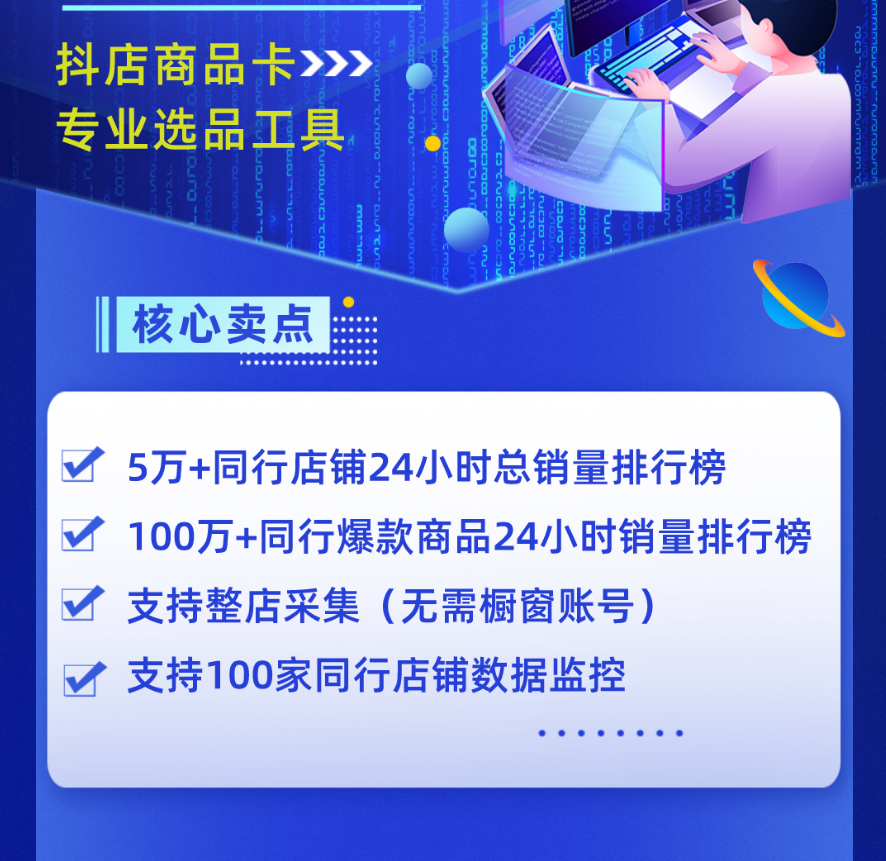 抖店商品卡
专业选品工具
核心卖点
5万+同行店铺24小时总销量排行榜
100万+同行爆款商品24小时销量排行榜
支持整店采集（无需橱窗账号）
支持100家同行店铺数据监控